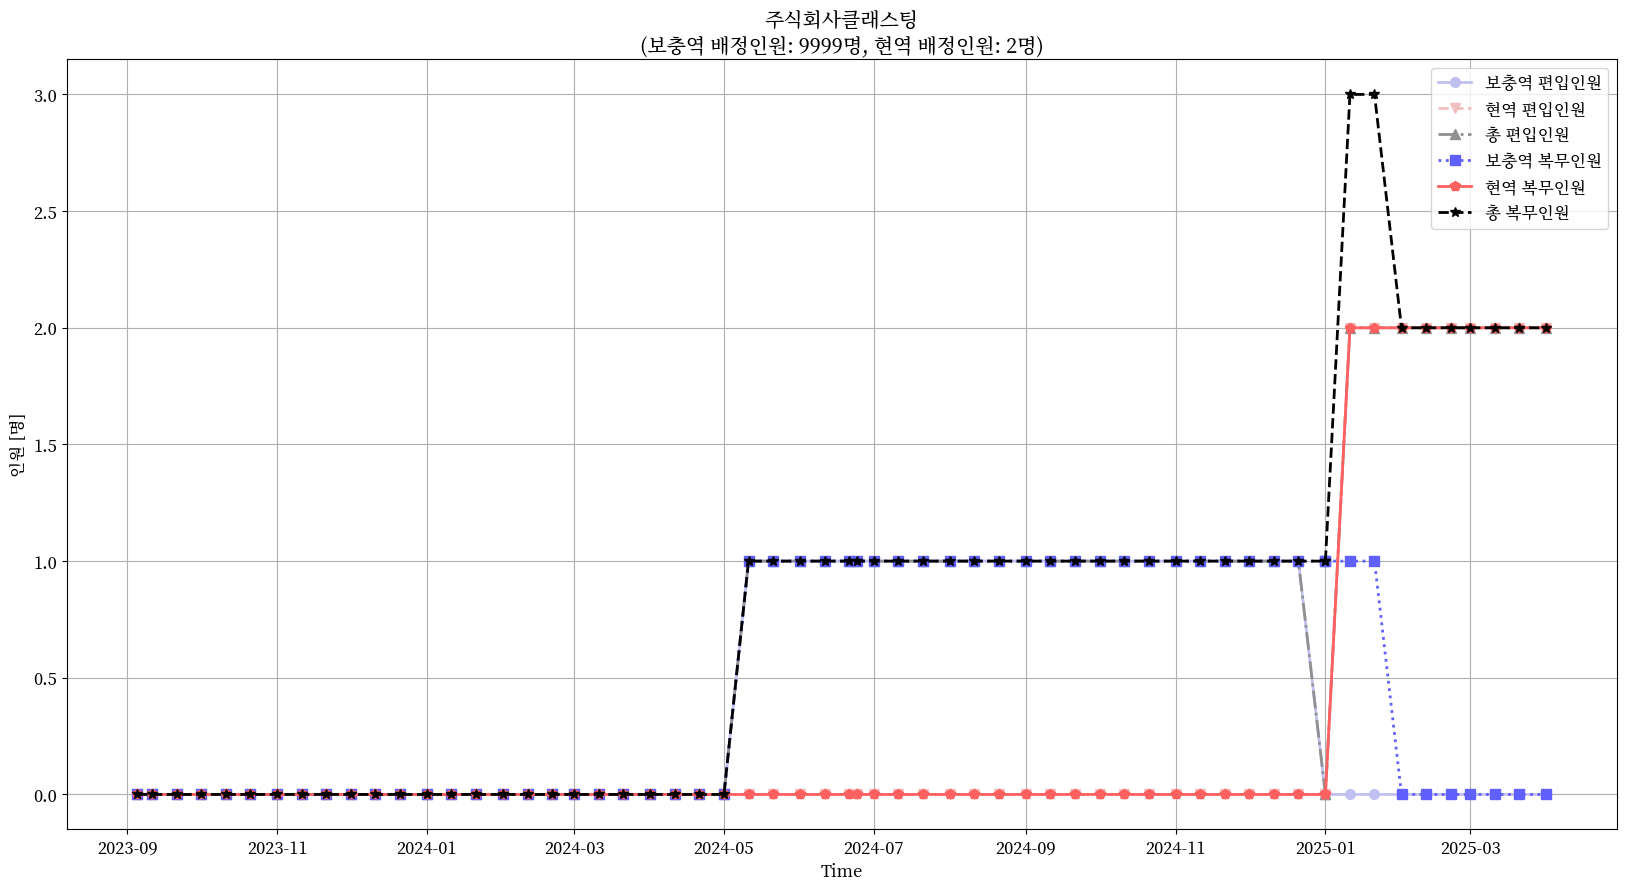 주식회사클래스팅
(보충역 배정인원: 9999명, 현역 배정인원: 2명)
보충역 편입인원
현역 편입인원
총 편입인원
보충역 복무인원
현역 복무인원
총 복무인원
인원 [명]
3.0
2.5
2.0
1.5
1.0
0.5
0.0
2023-09
2023-11
2024-01
2024-03
2024-05
2024-07
2024-09
2024-11
2025-01
2025-03
Time